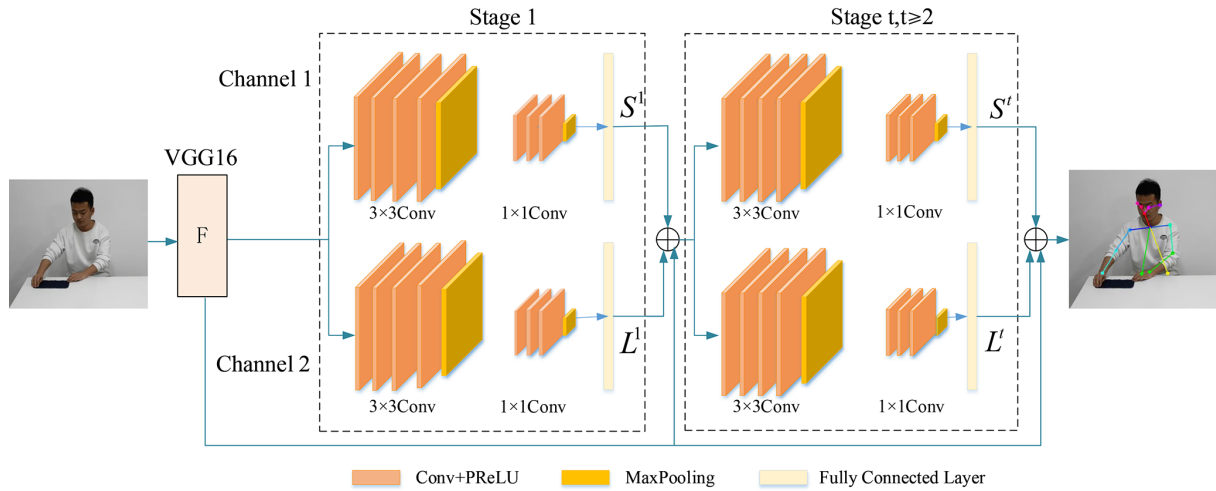 Stage 1
Stage t,t⩾2
Channel 1
S¹
Sᵗ
VGG16
F
3×3Conv
1×1Conv
3×3Conv
1×1Conv
Channel 2
L¹
Lᵗ
3×3Conv
1×1Conv
3×3Conv
1×1Conv
Conv+PReLU
MaxPooling
Fully Connected Layer